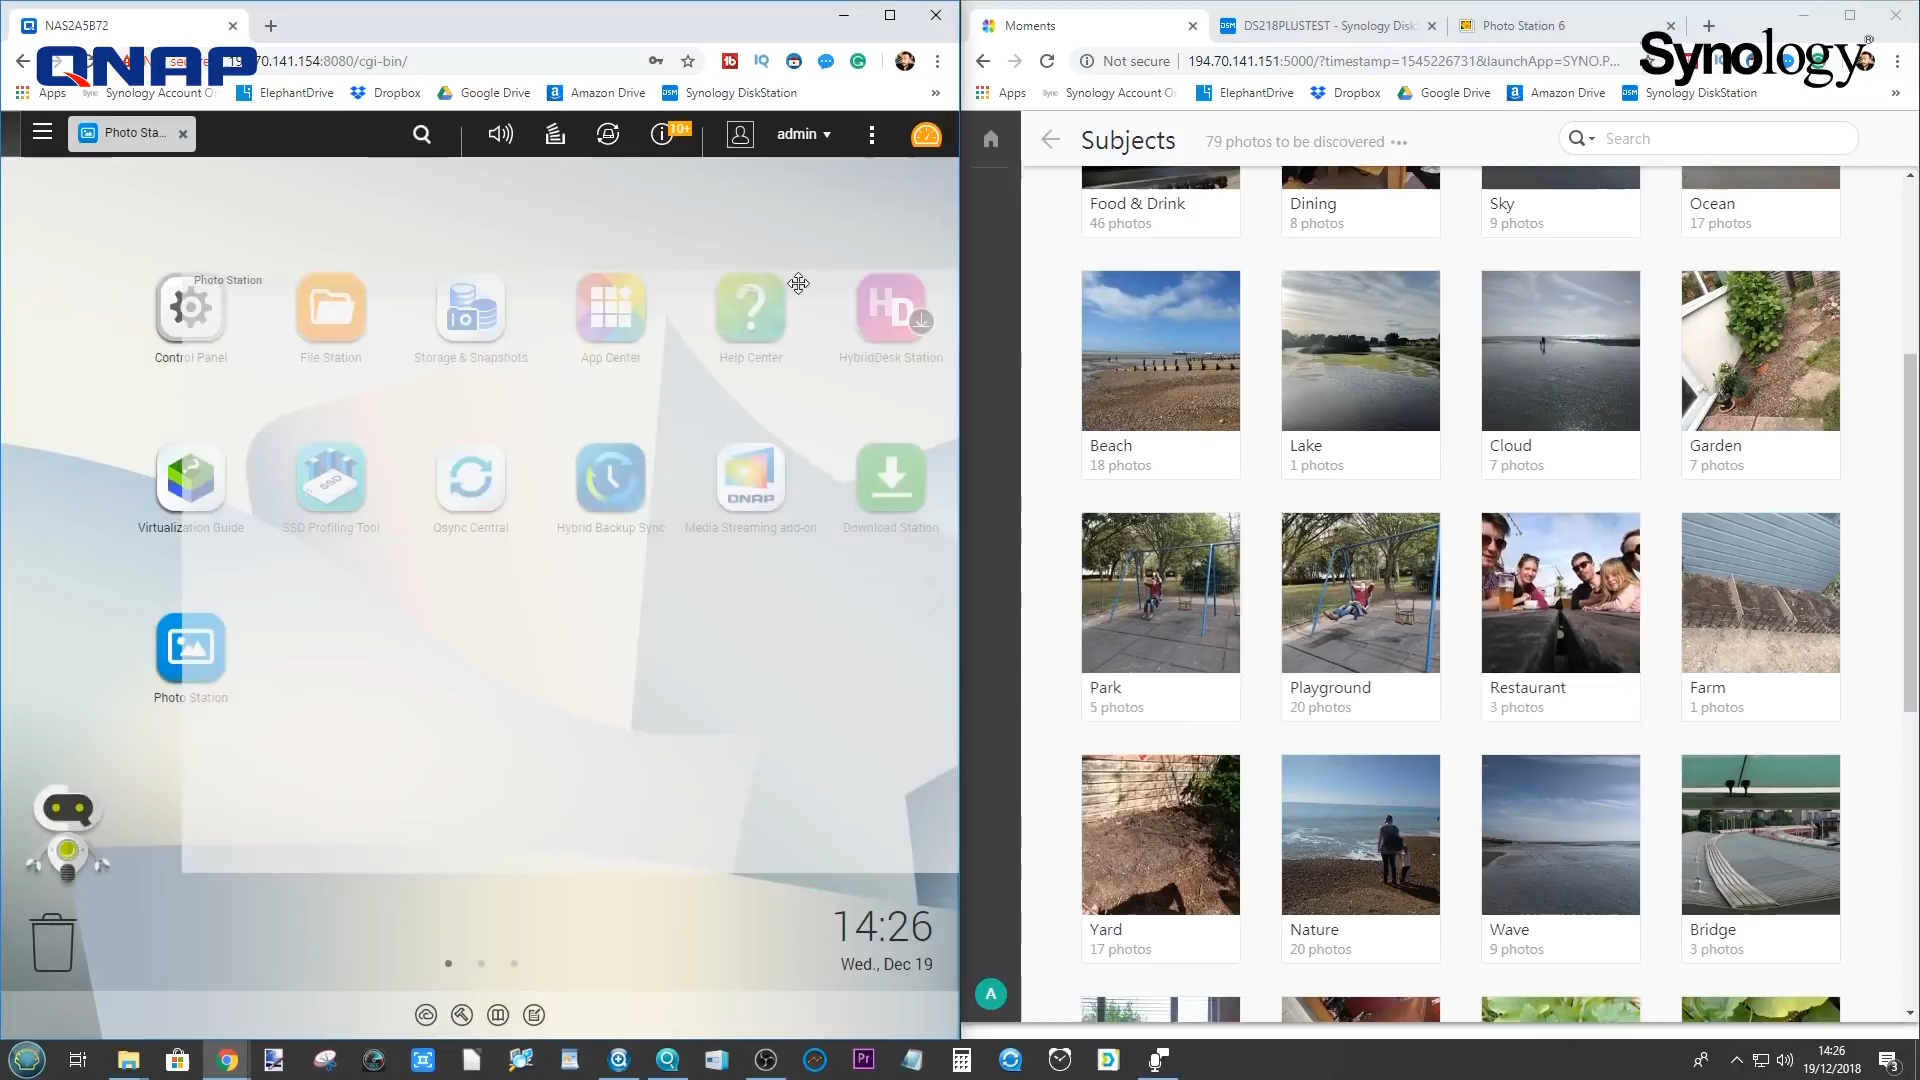 NAS2A5B72
QNAP
194.70.141.154:8080/cgi-bin/
Apps
Synology Account
ElephantDrive
Dropbox
Google Drive
Amazon Drive
Synology DiskStation
»
Photo Sta...
10+
admin
Photo Station
Control Panel
File Station
Storage & Snapshots
App Center
Help Center
HD
HybridDesk Station
SSD
QNAP
Virtualization Guide
SSD Profiling Tool
Qsync Central
Hybrid Backup Sync
Media Streaming add-on
Download Station
Photo Station
14:26
Wed., Dec 19
Moments
DS218PLUSTEST - Synology Disk
Photo Station 6
Synology®
Not secure
194.70.141.151:5000/?timestamp=1545226731&launchApp=SYNO.P...
Apps
Synology Account
ElephantDrive
Dropbox
Google Drive
Amazon Drive
Synology DiskStation
»
Subjects
79 photos to be discovered •••
Search
Food & Drink
46 photos
Dining
8 photos
Sky
9 photos
Ocean
17 photos
Beach
18 photos
Lake
1 photos
Cloud
7 photos
Garden
7 photos
Park
5 photos
Playground
20 photos
Restaurant
3 photos
Farm
1 photos
Yard
17 photos
Nature
20 photos
Wave
9 photos
Bridge
3 photos
A
Pr
14:26
19/12/2018
3